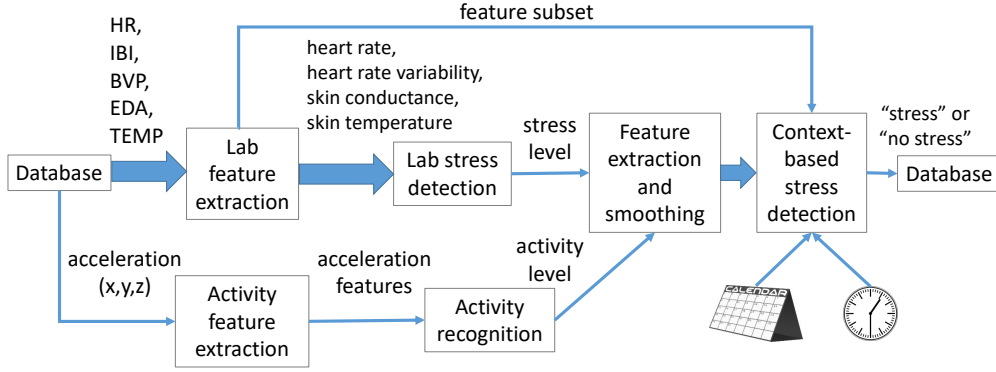 feature subset
HR,
IBI,
BVP,
EDA,
TEMP
heart rate,
heart rate variability,
skin conductance,
skin temperature
stress
level
"stress" or
"no stress"
Database
Lab
feature
extraction
Lab stress
detection
Feature
extraction
and
smoothing
Context-
based
stress
detection
Database
acceleration
(x,y,z)
Activity
feature
extraction
acceleration
features
Activity
recognition
activity
level
CALENDAR